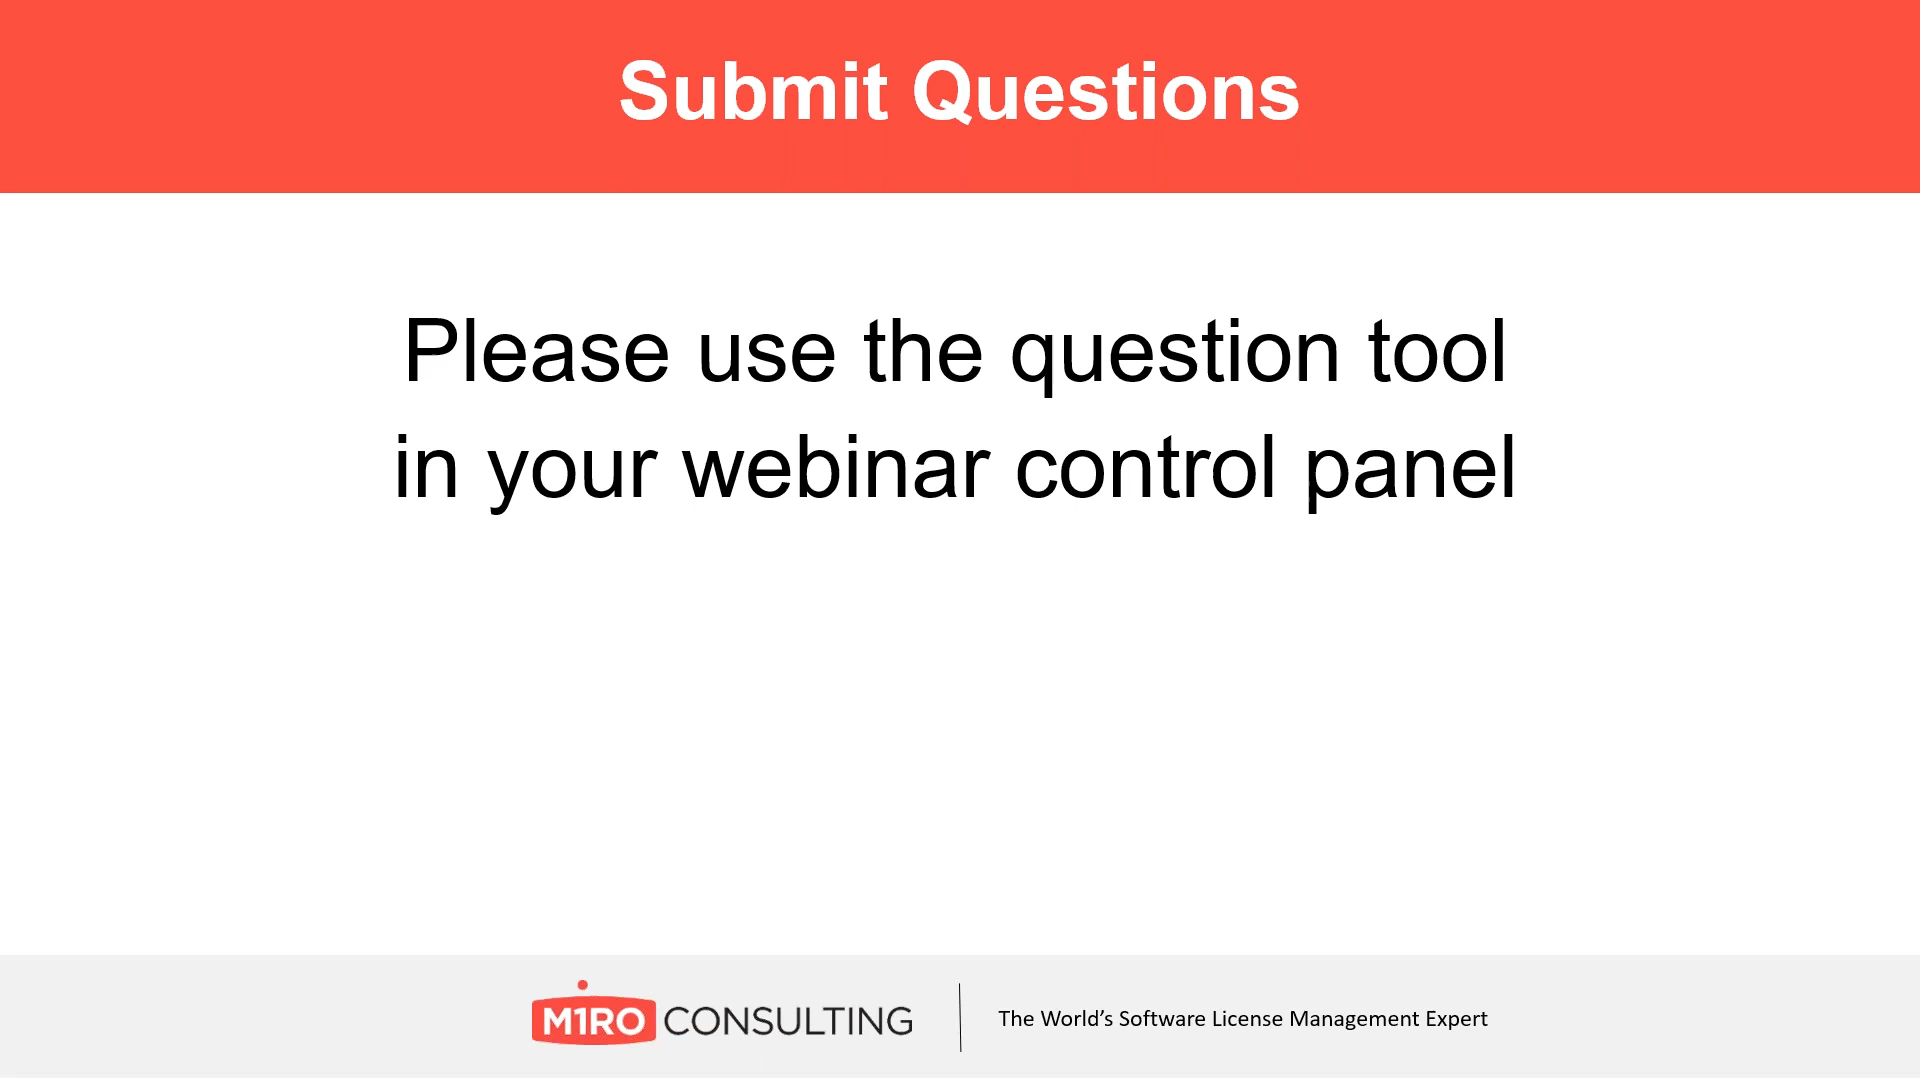 Submit Questions
Please use the question tool
in your webinar control panel
M1RO CONSULTING
The World’s Software License Management Expert